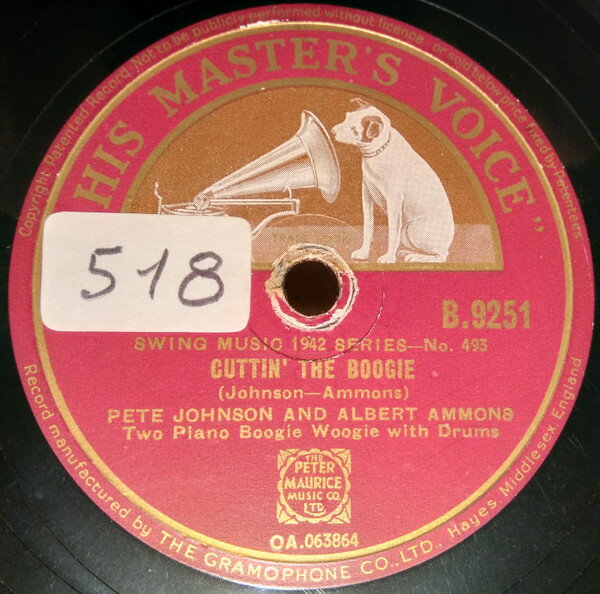 Copyright. Patented Record. Not to be publicly performed without licence or sold below price fixed by Patentees.
HIS MASTER'S VOICE"
518
B.9251
SWING MUSIC 1942 SERIES—No. 493
CUTTIN' THE BOOGIE
(Johnson—Ammons)
PETE JOHNSON AND ALBERT AMMONS
Two Piano Boogie Woogie with Drums
THE
PETER
MAURICE
MUSIC CO.
LTD.
OA.063864
Record manufactured by THE GRAMOPHONE CO., LTD., Hayes, Middlesex, England